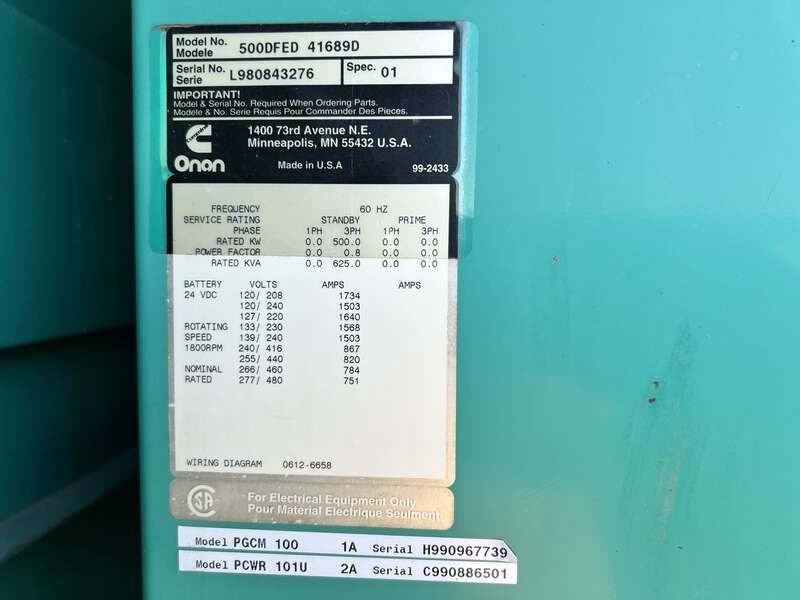 Model No. 500DFED 41689D
Modele
Serial No. L980843276 Spec. 01
Serie
IMPORTANT!
Model & Serial No. Required When Ordering Parts.
Modele & No. Serie Requis Pour Commander Des Pieces.
1400 73rd Avenue N.E.
Minneapolis, MN 55432 U.S.A.
Onan Made in U.S.A 99-2433
FREQUENCY 60 HZ
SERVICE RATING STANDBY PRIME
PHASE 1PH 3PH 1PH 3PH
RATED KW 0.0 500.0 0.0 0.0
POWER FACTOR 0.0 0.8 0.0 0.0
RATED KVA 0.0 625.0 0.0 0.0
BATTERY VOLTS AMPS AMPS
24 VDC 120/ 208 1734
120/ 240 1503
127/ 220 1640
ROTATING 133/ 230 1568
SPEED 139/ 240 1503
1800RPM 240/ 416 867
255/ 440 820
NOMINAL 266/ 460 784
RATED 277/ 480 751
WIRING DIAGRAM 0612-6658
SA For Electrical Equipment Only
Pour Material Electrique Seulment
Model PGCM 100 1A Serial H990967739
Model PCWR 101U 2A Serial C990886501